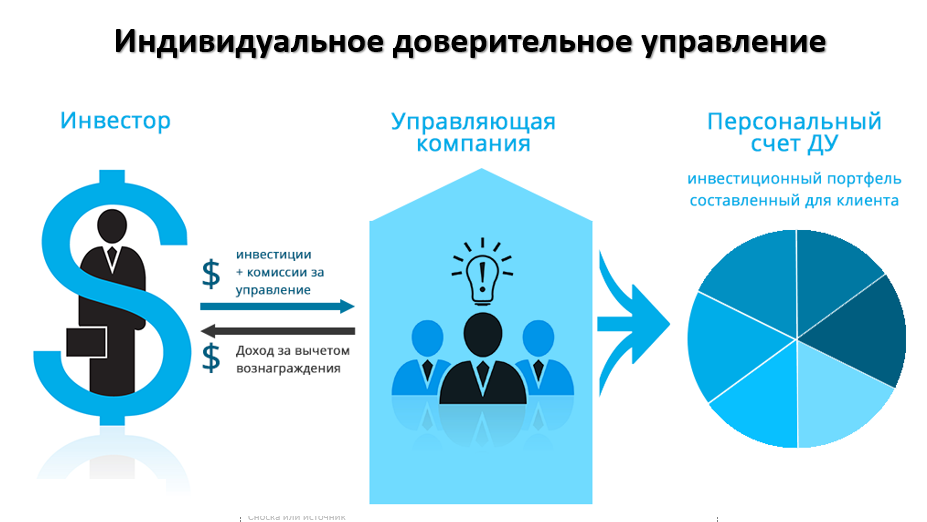 Индивидуальное доверительное управление
Инвестор
Управляющая
компания
Персональный
счет ДУ
инвестиционный портфель
составленный для клиента
$
инвестиции
+ комиссии за
управление
$
Доход за вычетом
вознаграждения
Сноска или источник